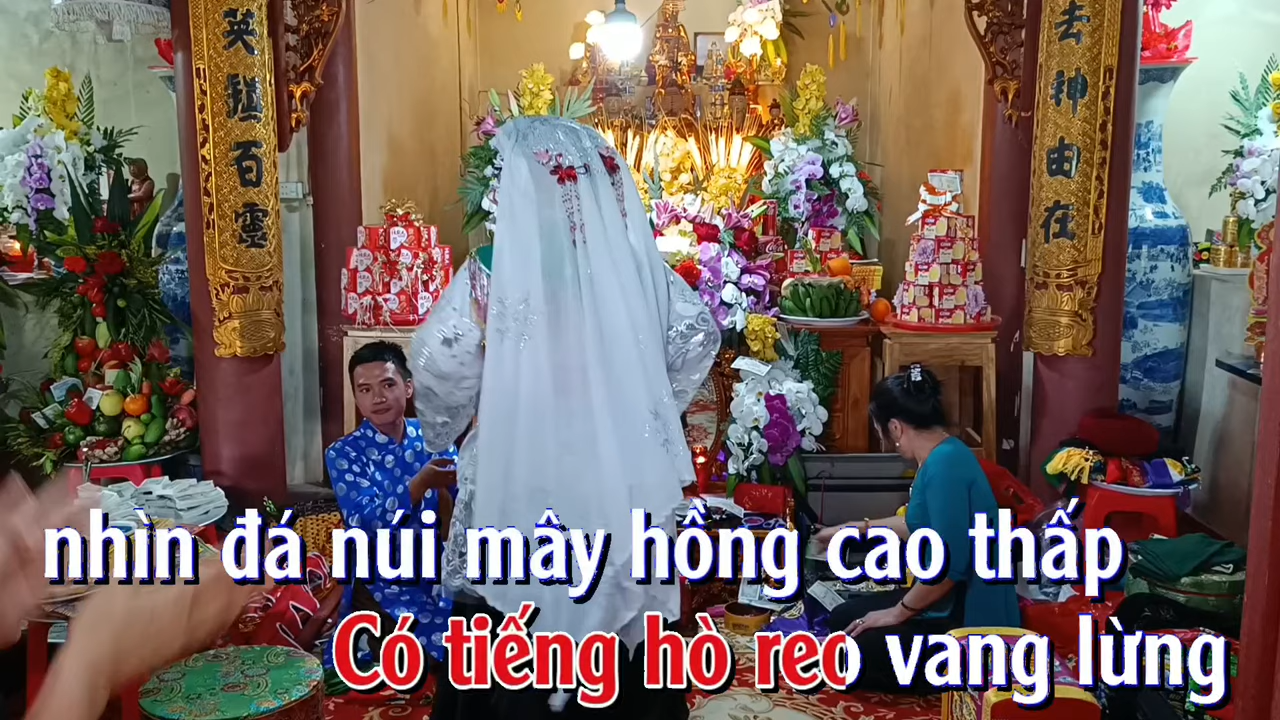 英鍾百靈
去神由在
nhìn đá núi mây hồng cao thấp
Có tiếng hò reo vang lừng